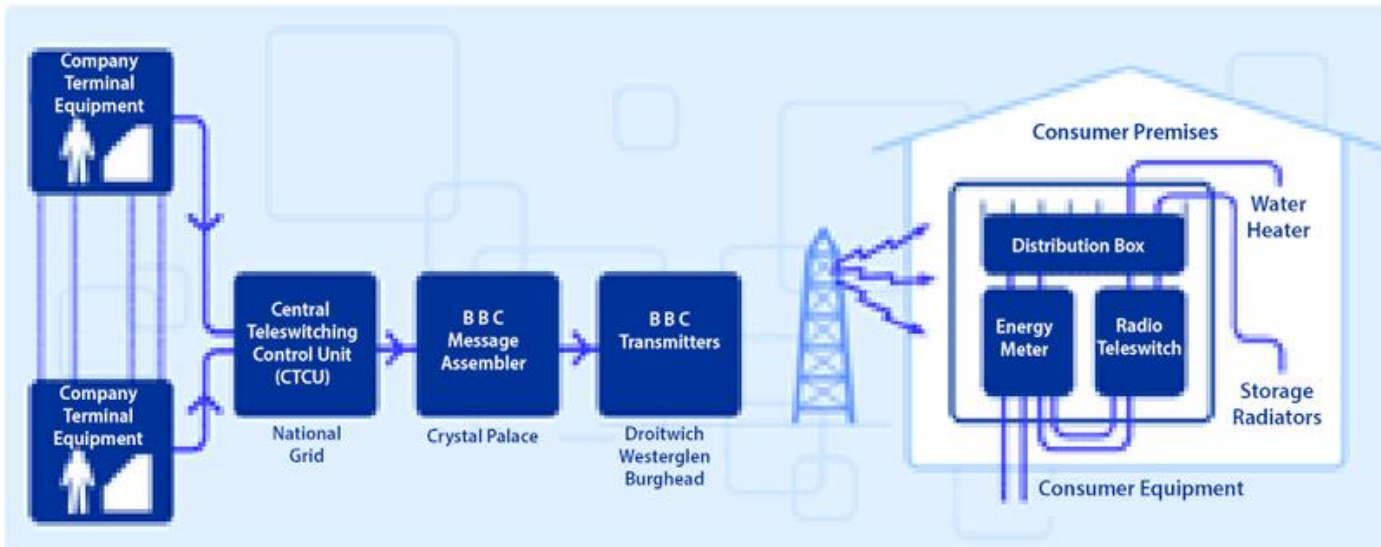 Company
Terminal
Equipment
Company
Terminal
Equipment
Central
Teleswitching
Control Unit
(CTCU)
National
Grid
B B C
Message
Assembler
Crystal Palace
B B C
Transmitters
Droitwich
Westerglen
Burghead
Consumer Premises
Water
Heater
Distribution Box
Energy
Meter
Radio
Teleswitch
Storage
Radiators
Consumer Equipment